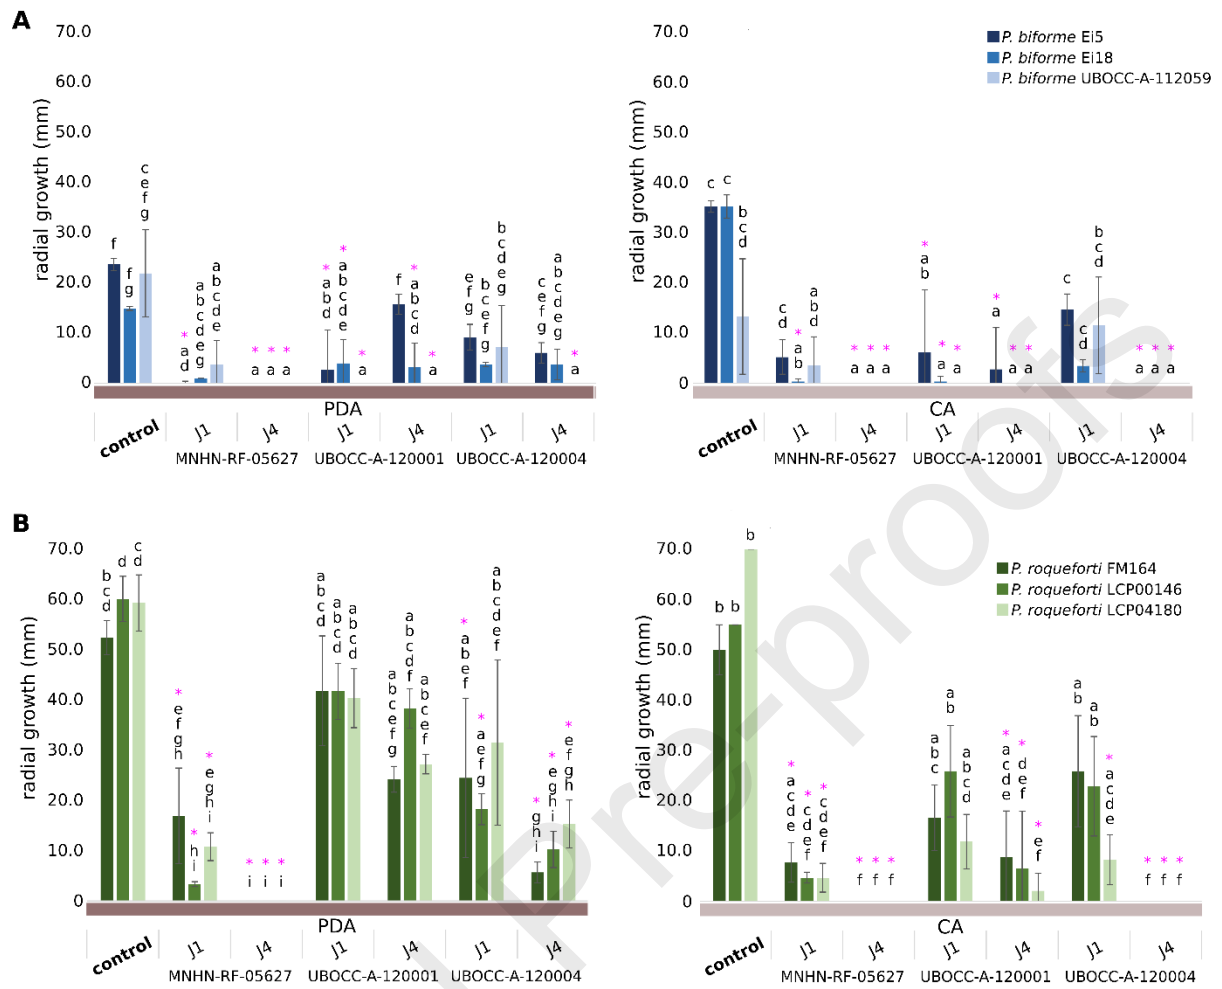 A
radial growth (mm)
70.0
60.0
50.0
40.0
30.0
20.0
10.0
0
f
f
g
c
e
f
g
*
a
d
a
b
c
d
e
g
a
b
c
d
e
* * *
a a a
*
a
b
d
*
a
b
c
d
e
*
a
f
*
a
b
c
d
*
a
e
f
g
b
c
e
f
g
b
c
d
e
g
c
e
f
g
a
b
c
d
e
g
*
a
PDA
control
J1 J4 J1 J4 J1 J4
MNHN-RF-05627 UBOCC-A-120001 UBOCC-A-120004
radial growth (mm)
70.0
60.0
50.0
40.0
30.0
20.0
10.0
0
P. biforme Ei5
P. biforme Ei18
P. biforme UBOCC-A-112059
c c
b
c
d
c
d
*
a
b
a
b
d
* * *
a a a
*
a
b
*
a
*
a
*
a
* *
a a
c
c
d
b
c
d
* * *
a a a
CA
control
J1 J4 J1 J4 J1 J4
MNHN-RF-05627 UBOCC-A-120001 UBOCC-A-120004
B
radial growth (mm)
70.0
60.0
50.0
40.0
30.0
20.0
10.0
0
b
c
d
d
c
d
*
e
f
g
h
*
h
i
*
e
g
h
i
* * *
i i i
a
b
c
d
a
b
c
d
a
b
c
d
a
b
c
e
f
g
a
b
c
d
f
a
b
c
e
f
*
a
b
e
f
*
a
e
f
g
a
b
c
d
e
f
*
g
h
i
*
e
g
h
i
*
e
f
g
h
PDA
control
J1 J4 J1 J4 J1 J4
MNHN-RF-05627 UBOCC-A-120001 UBOCC-A-120004
radial growth (mm)
70.0
60.0
50.0
40.0
30.0
20.0
10.0
0
P. roqueforti FM164
P. roqueforti LCP00146
P. roqueforti LCP04180
b b b
*
a
c
d
e
*
c
d
e
f
*
c
d
e
f
* * *
f f f
a
b
c
a
b
a
b
c
d
*
a
c
d
e
*
d
e
f
*
e
f
a
b
a
b
*
a
c
d
e
* * *
f f f
CA
control
J1 J4 J1 J4 J1 J4
MNHN-RF-05627 UBOCC-A-120001 UBOCC-A-120004
Pre-proofs